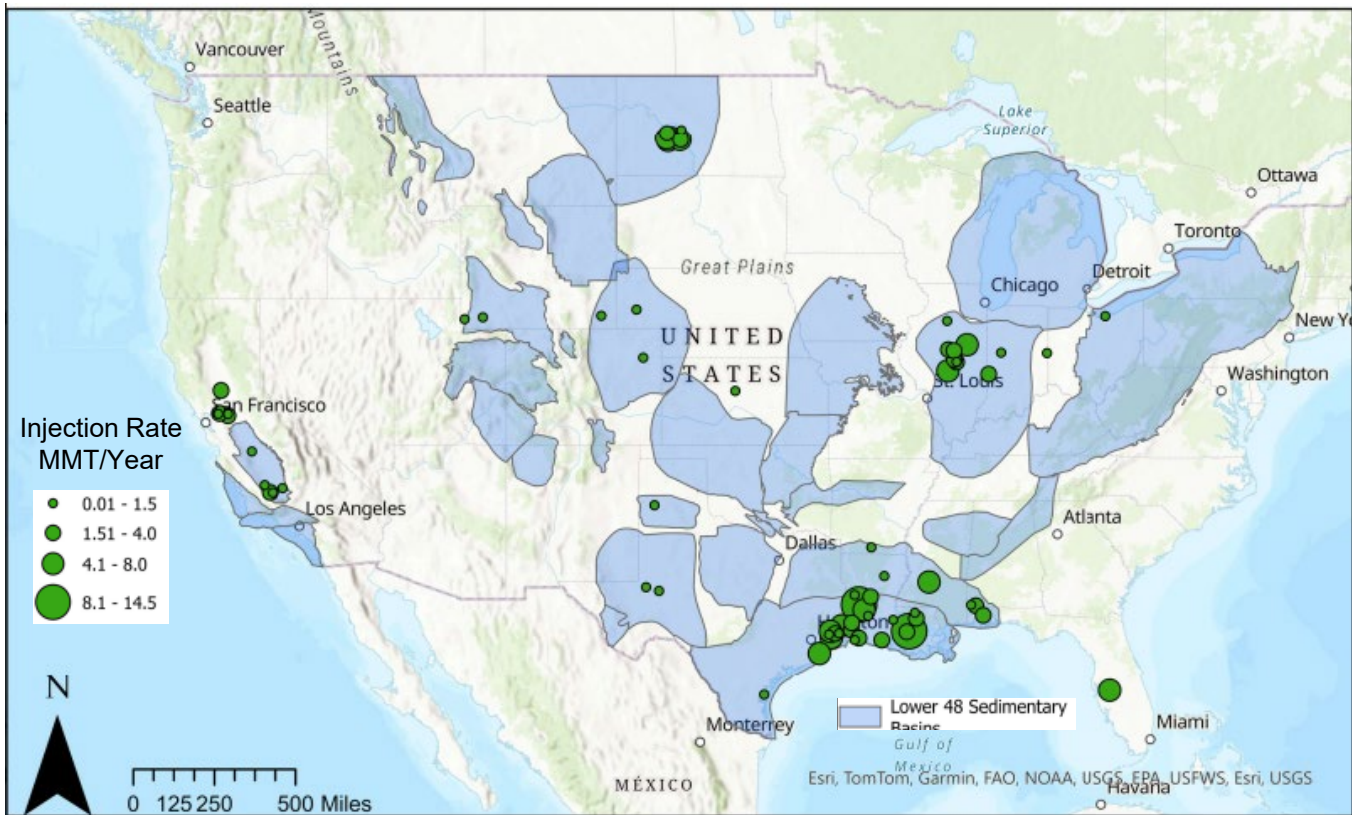 Vancouver
Mountains
Seattle
Lake
Superior
Ottawa
Toronto
Great Plains
Detroit
Chicago
UNITED
STATES
New Yo
Washington
St. Louis
San Francisco
Los Angeles
Atlanta
Dallas
Injection Rate
MMT/Year
0.01 - 1.5
1.51 - 4.0
4.1 - 8.0
8.1 - 14.5
N
0 125 250 500 Miles
Monterrey
MÉXICO
Lower 48 Sedimentary
Basins
Miami
Gulf of
Mexico
Esri, TomTom, Garmin, FAO, NOAA, USGS, EPA, USFWS, Esri, USGS
Havana